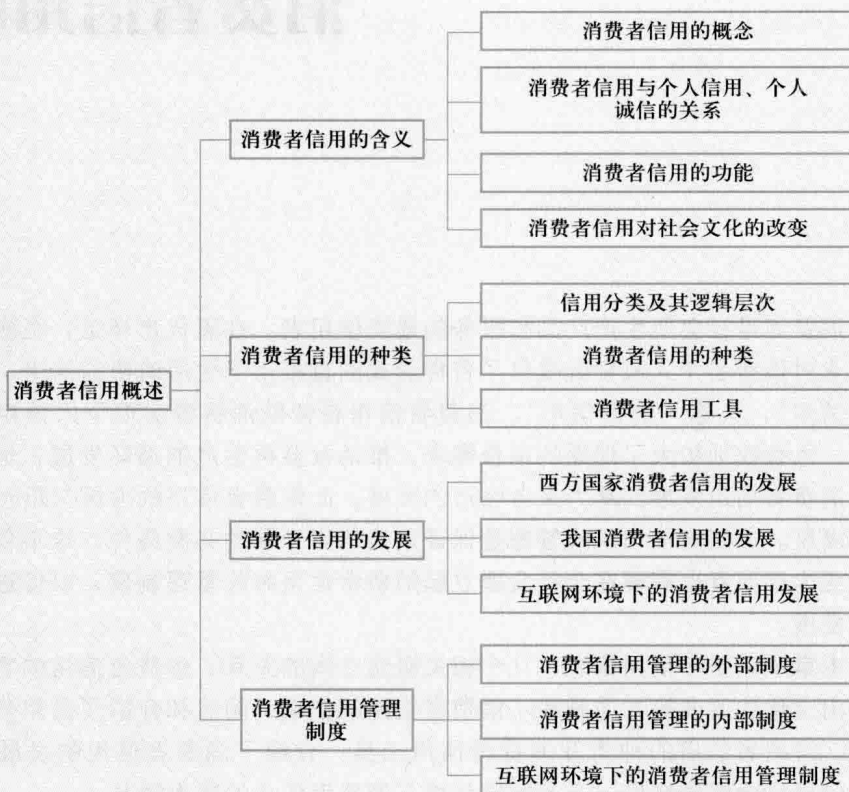 消费者信用概述
消费者信用的含义
消费者信用的概念
消费者信用与个人信用、个人
诚信的关系
消费者信用的功能
消费者信用对社会文化的改变
消费者信用的种类
信用分类及其逻辑层次
消费者信用的种类
消费者信用工具
消费者信用的发展
西方国家消费者信用的发展
我国消费者信用的发展
互联网环境下的消费者信用发展
消费者信用管理
制度
消费者信用管理的外部制度
消费者信用管理的内部制度
互联网环境下的消费者信用管理制度